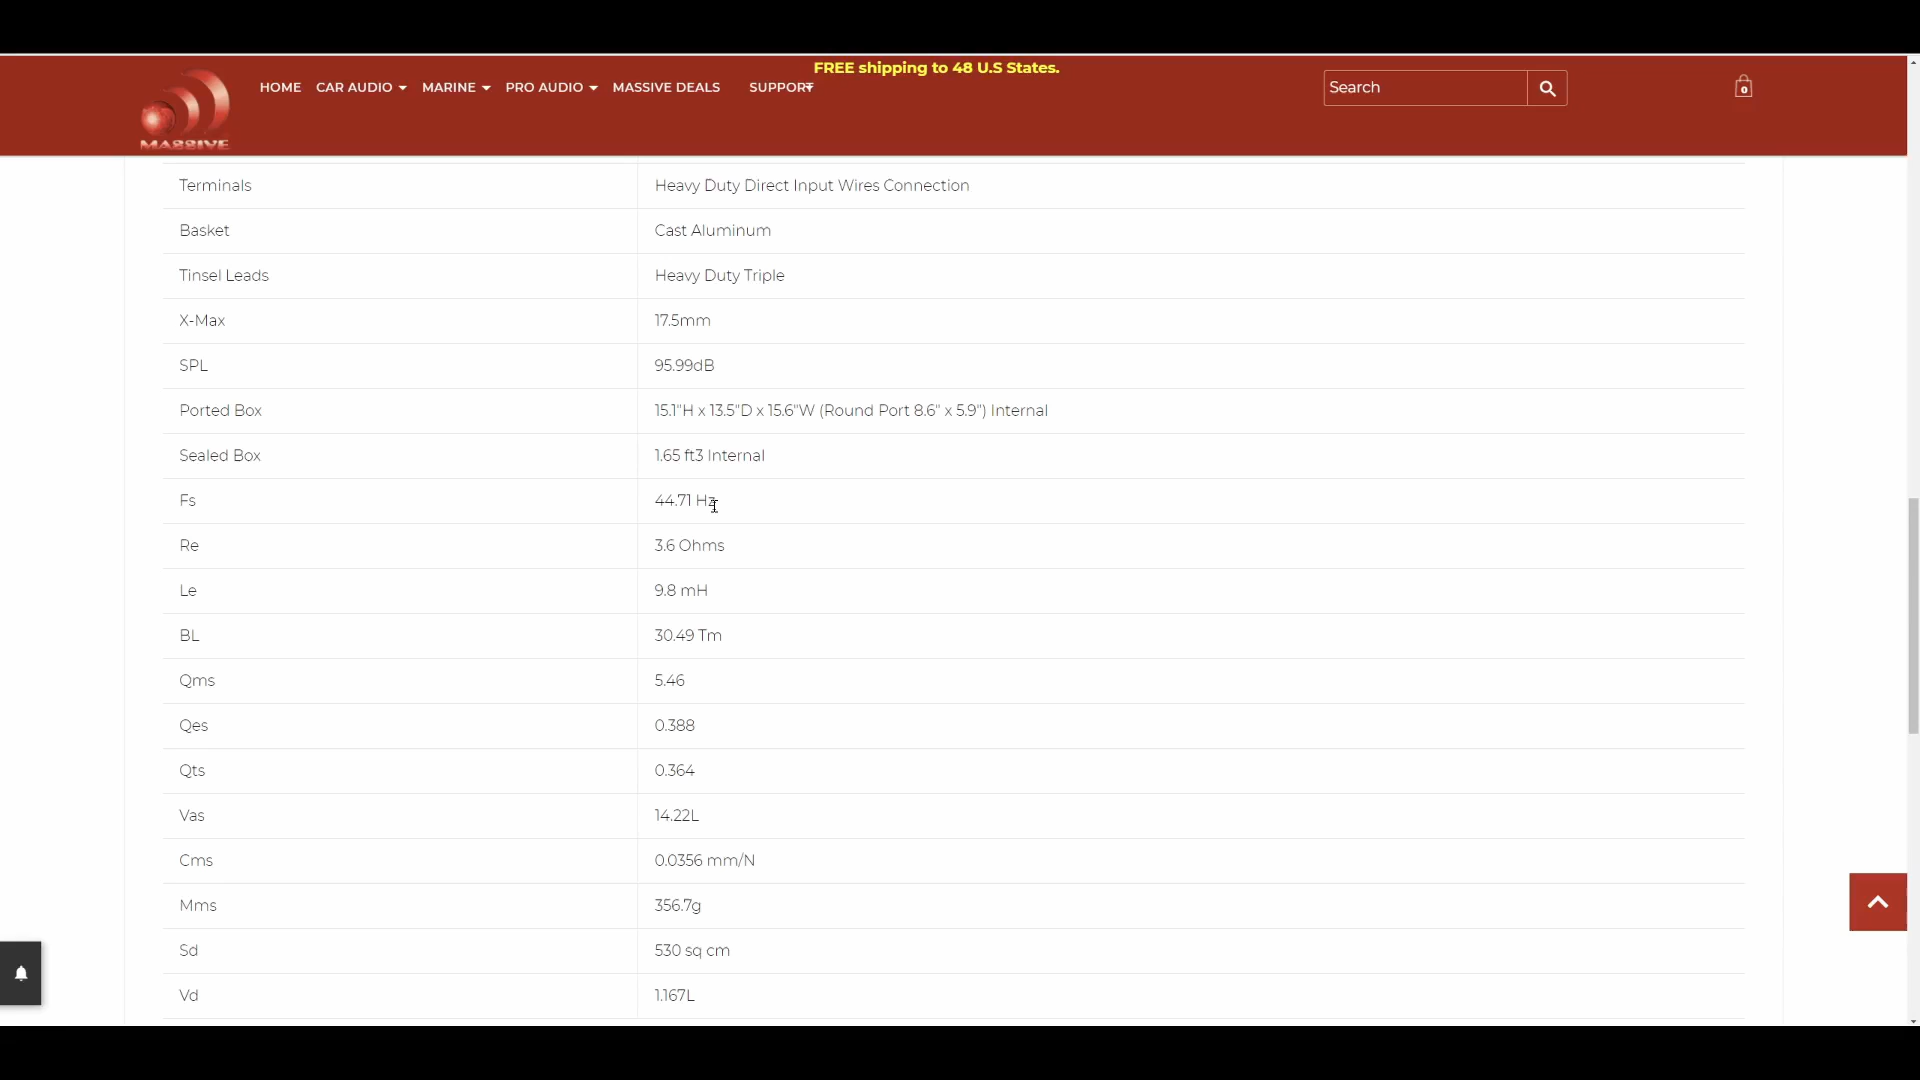 FREE shipping to 48 U.S States.
HOME CAR AUDIO MARINE PRO AUDIO MASSIVE DEALS SUPPORT Search 0
MASSIVE
Terminals Heavy Duty Direct Input Wires Connection
Basket Cast Aluminum
Tinsel Leads Heavy Duty Triple
X-Max 17.5mm
SPL 95.99dB
Ported Box 15.1"H x 13.5"D x 15.6"W (Round Port 8.6" x 5.9") Internal
Sealed Box 1.65 ft3 Internal
Fs 44.71 Hz
Re 3.6 Ohms
Le 9.8 mH
BL 30.49 Tm
Qms 5.46
Qes 0.388
Qts 0.364
Vas 14.22L
Cms 0.0356 mm/N
Mms 356.7g
Sd 530 sq cm
Vd 1.167L